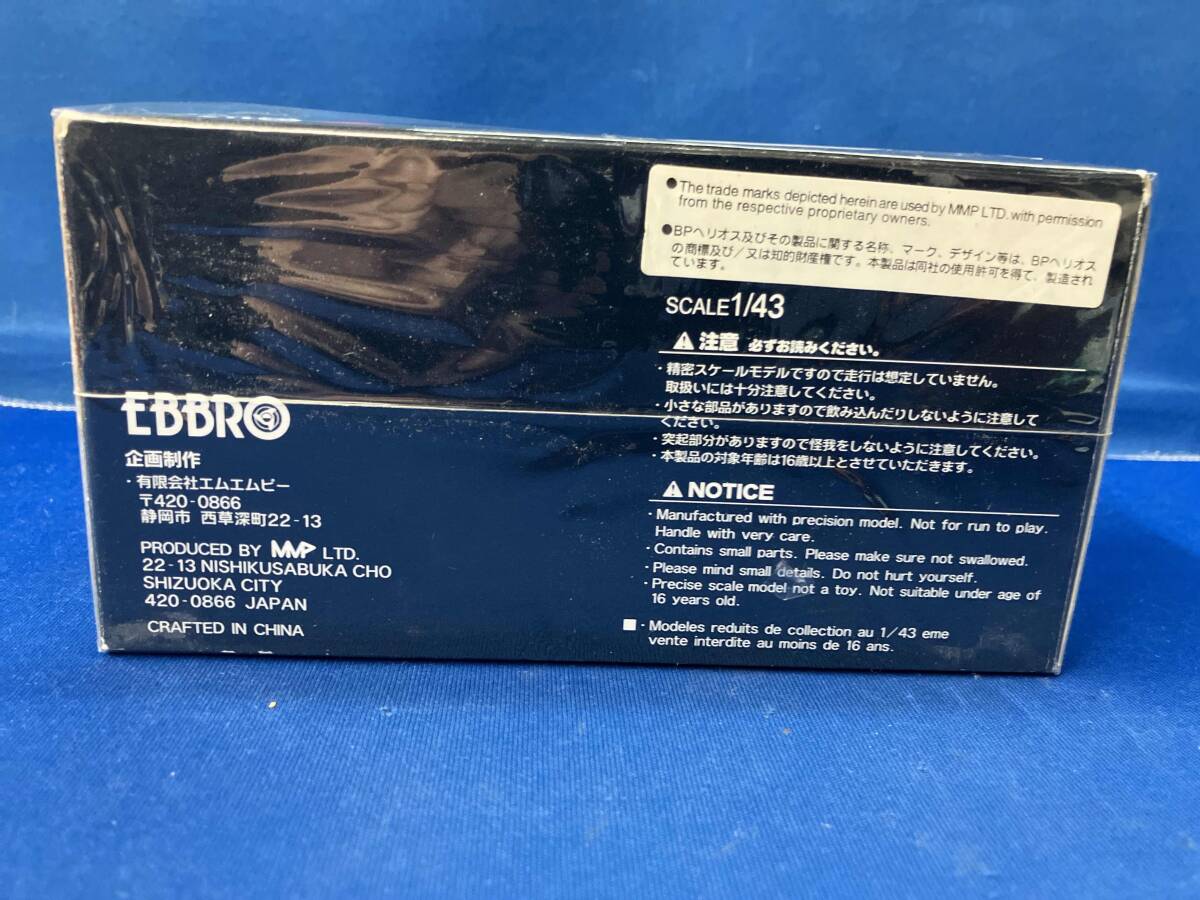 ●The trade marks depicted herein are used by MMP LTD. with permission
from the respective proprietary owners.
●BPヘリオス及びその製品に関する名称、マーク、デザイン等は、BPヘリオス
の商標及び/又は知的財産権です。本製品は同社の使用許可を得て、製造され
ています。
SCALE1/43
⚠注意 必ずお読みください。
・精密スケールモデルですので走行は想定していません。
取扱いには十分注意してください。
・小さな部品がありますので飲み込んだりしないように注意して
ください。
・突起部分がありますので怪我をしないように注意してください。
・本製品の対象年齢は16歳以上とさせていただきます。
⚠NOTICE
・Manufactured with precision model. Not for run to play.
Handle with very care.
・Contains small parts. Please make sure not swallowed.
・Please mind small details. Do not hurt yourself.
・Precise scale model not a toy. Not suitable under age of
16 years old.
■・Modeles reduits de collection au 1/43 eme
vente interdite au moins de 16 ans.
EBBRO
企画制作
・有限会社エムエムピー
〒420-0866
静岡市 西草深町22-13
PRODUCED BY MMP LTD.
22-13 NISHIKUSABUKA CHO
SHIZUOKA CITY
420-0866 JAPAN
CRAFTED IN CHINA